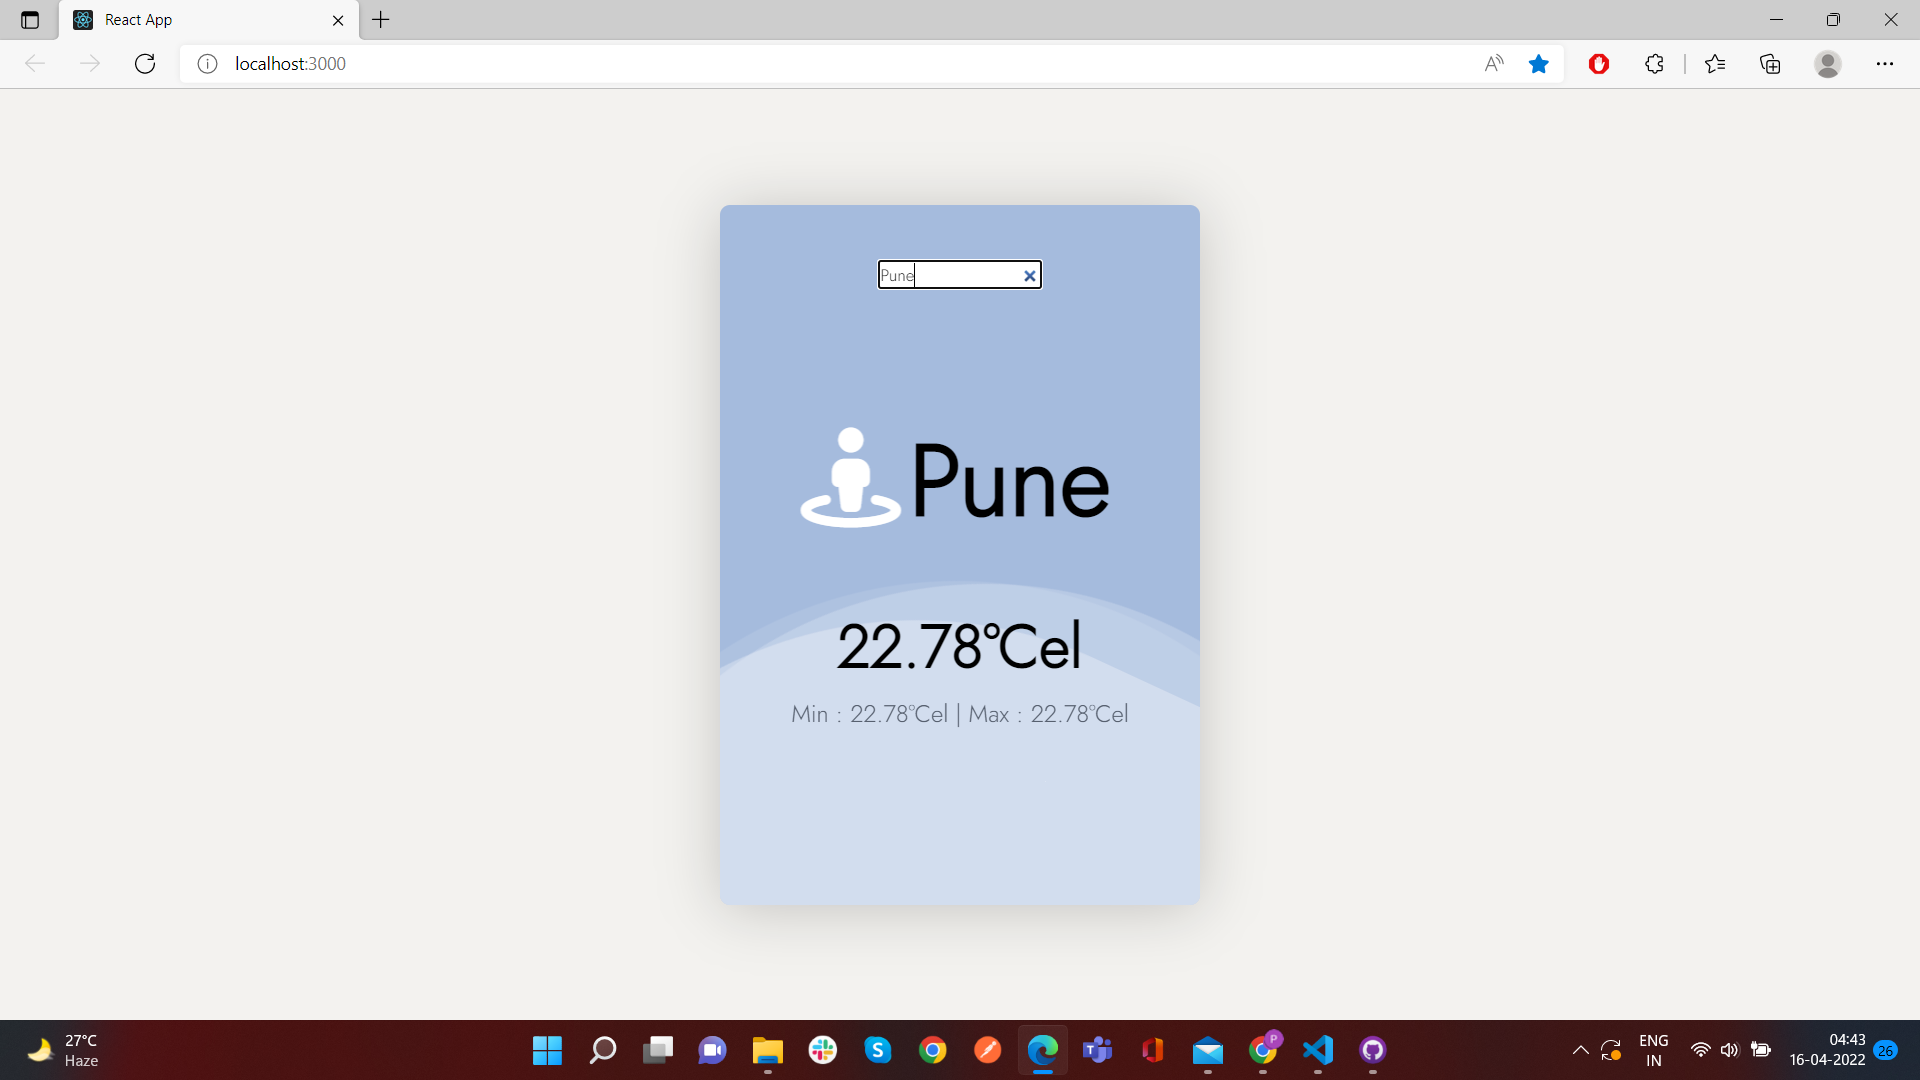 React App
localhost:3000
Pune
Pune
22.78°Cel
Min : 22.78°Cel | Max : 22.78°Cel
27°C
Haze
P
ENG
IN
04:43
16-04-2022
26